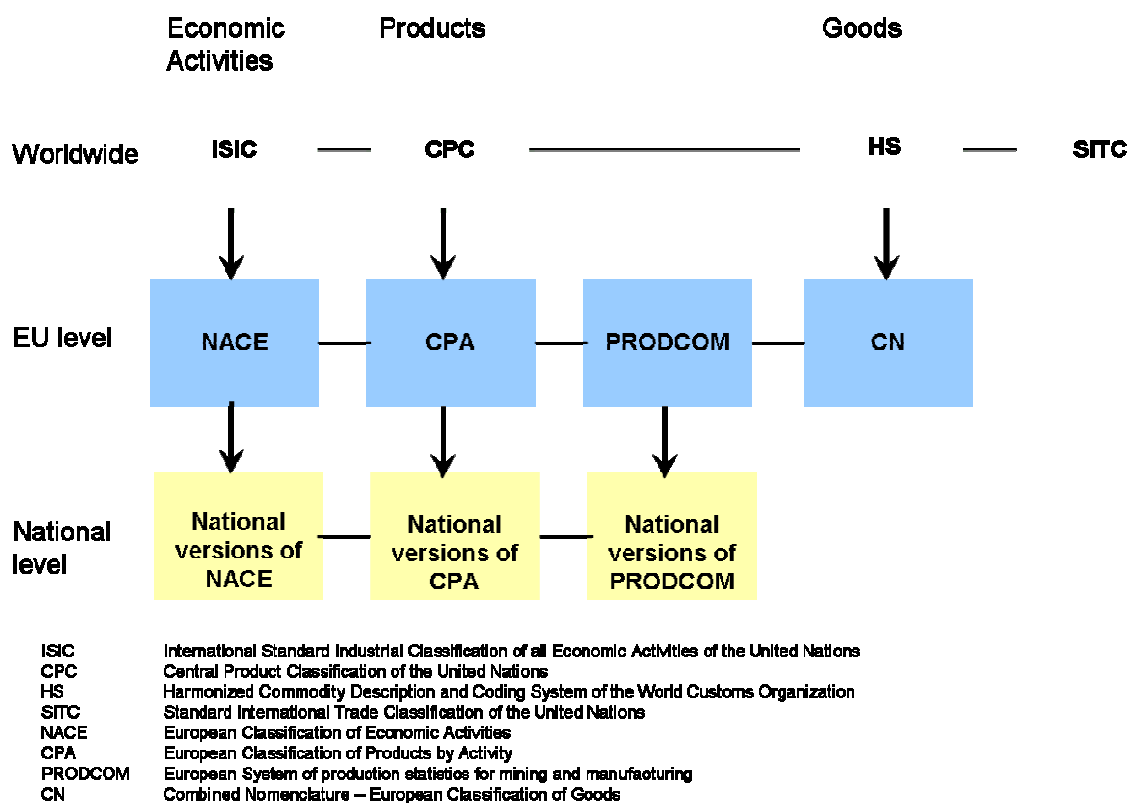 Economic
Activities
Products
Goods
Worldwide
ISIC
CPC
HS
SITC
EU level
NACE
CPA
PRODCOM
CN
National
level
National
versions of
NACE
National
versions of
CPA
National
versions of
PRODCOM
ISIC International Standard Industrial Classification of all Economic Activities of the United Nations
CPC Central Product Classification of the United Nations
HS Harmonized Commodity Description and Coding System of the World Customs Organization
SITC Standard International Trade Classification of the United Nations
NACE European Classification of Economic Activities
CPA European Classification of Products by Activity
PRODCOM European System of production statistics for mining and manufacturing
CN Combined Nomenclature – European Classification of Goods